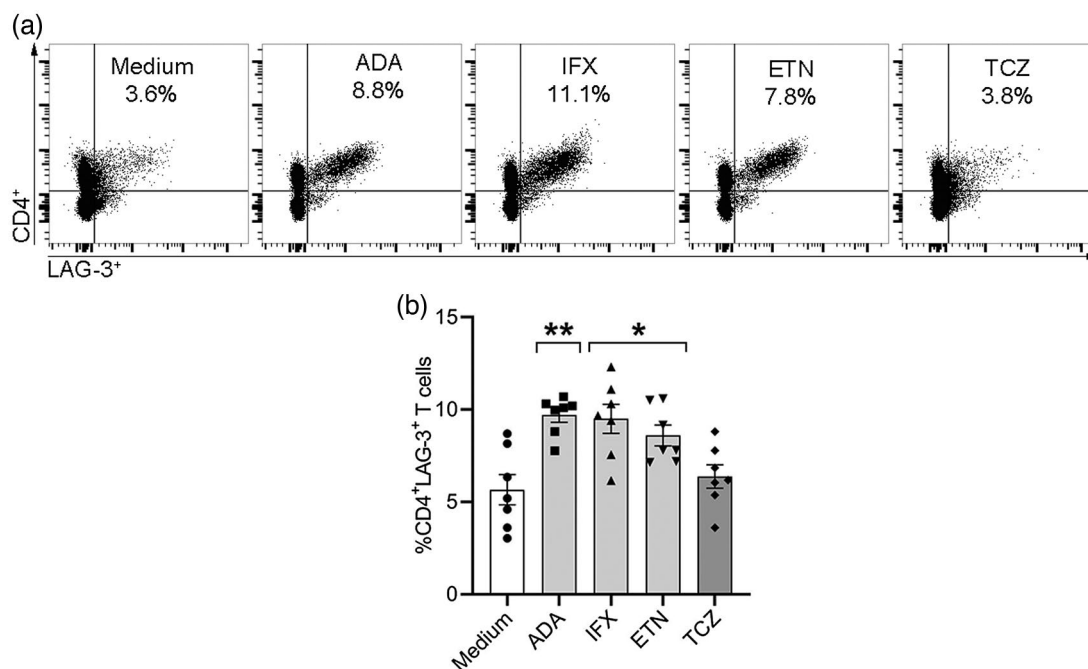 (a)
Medium
3.6%
ADA
8.8%
IFX
11.1%
ETN
7.8%
TCZ
3.8%
CD4⁺
LAG-3⁺
(b)
%CD4⁺LAG-3⁺ T cells
15
10
5
0
** *
Medium
ADA
IFX
ETN
TCZ